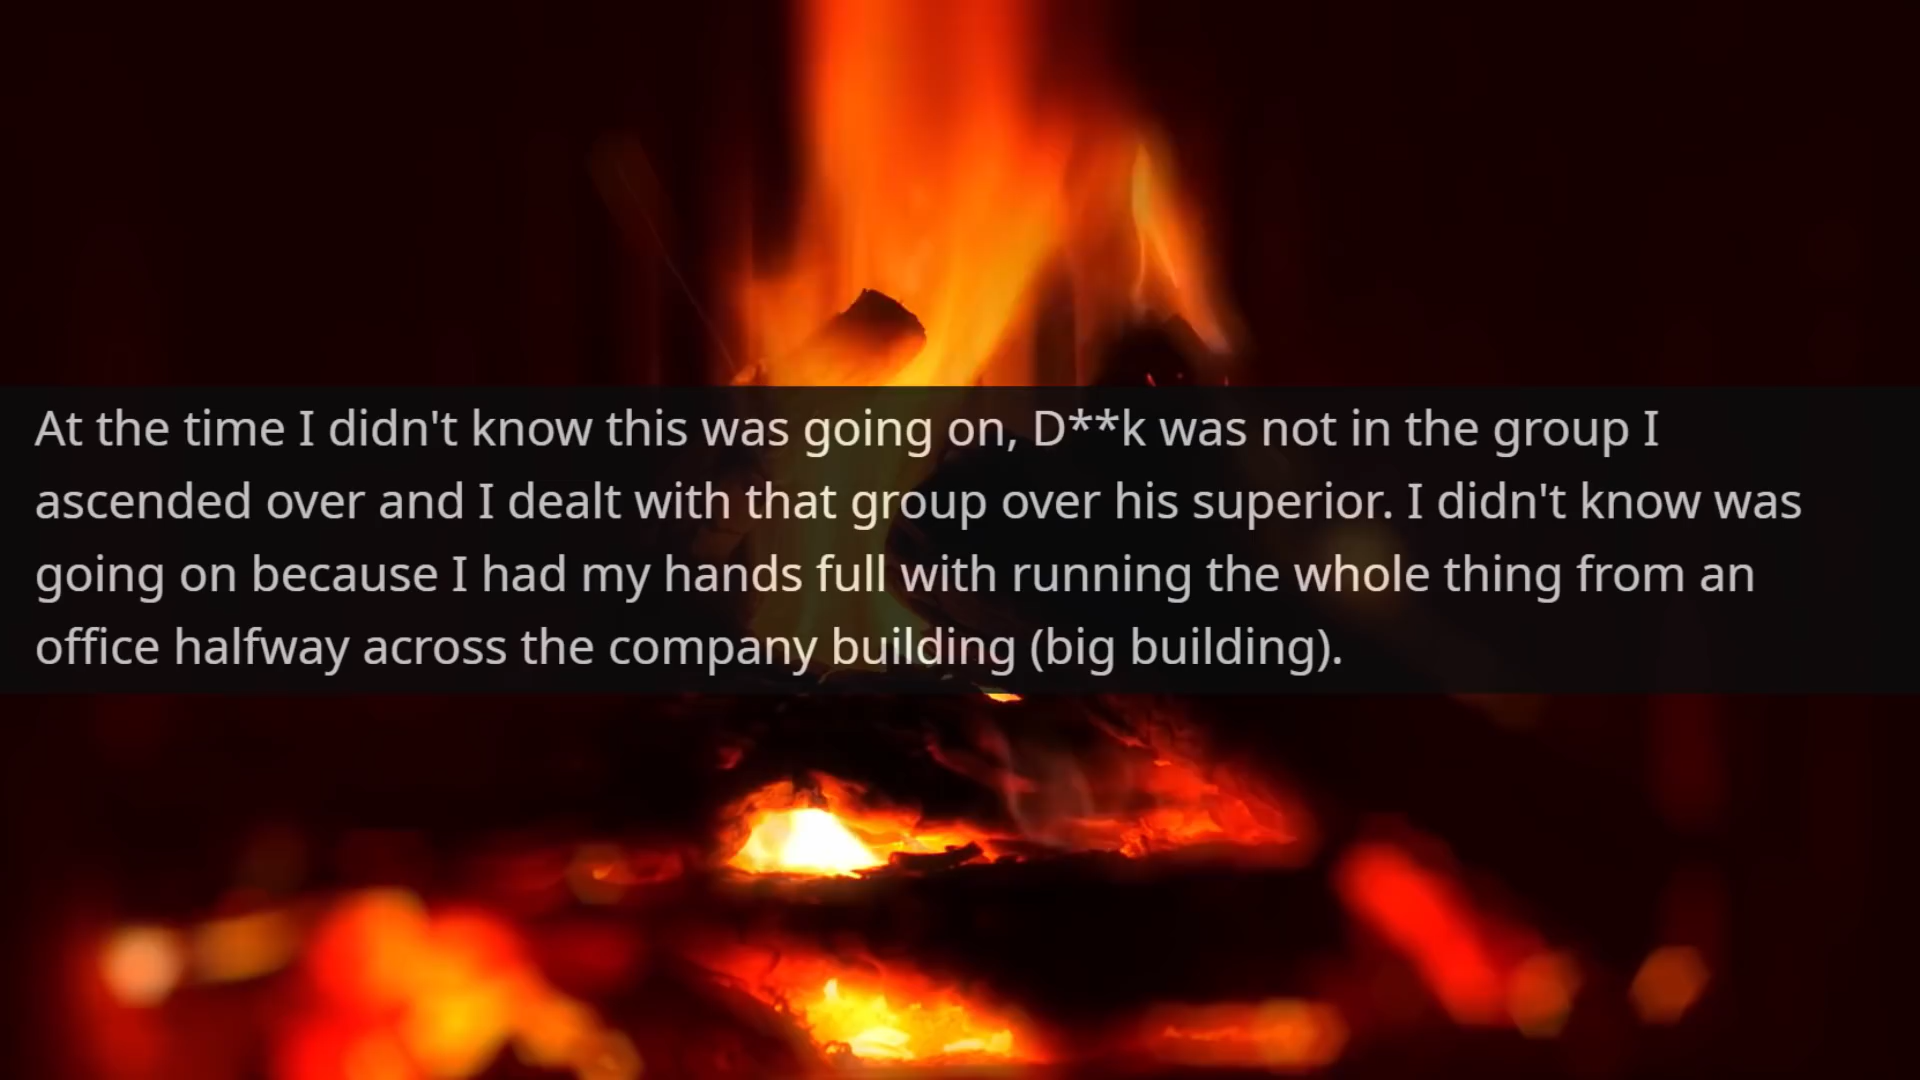 At the time I didn't know this was going on, D**k was not in the group I
ascended over and I dealt with that group over his superior. I didn't know was
going on because I had my hands full with running the whole thing from an
office halfway across the company building (big building).